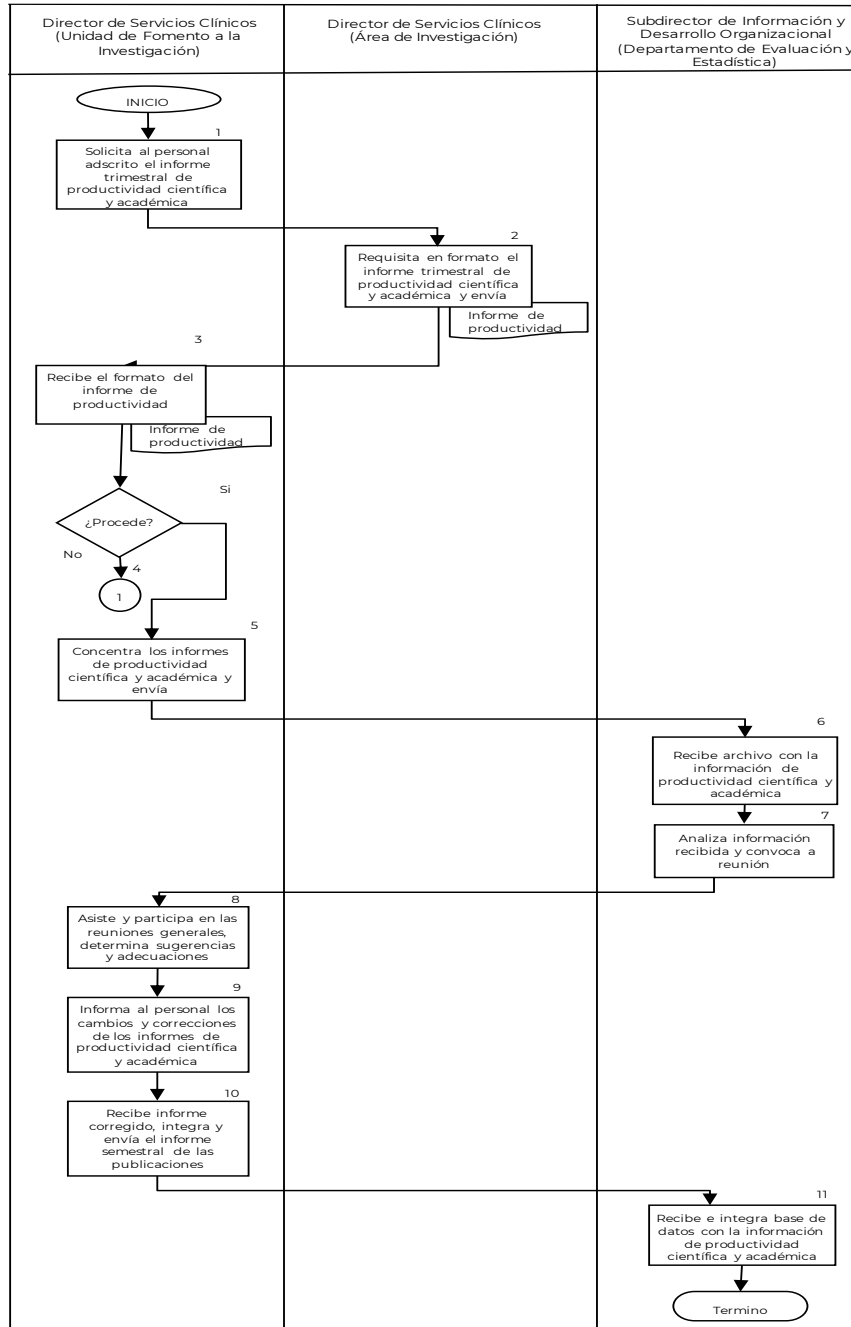 Director de Servicios Clínicos
(Unidad de Fomento a la
Investigación)
Director de Servicios Clínicos
(Área de Investigación)
Subdirector de Información y
Desarrollo Organizacional
(Departamento de Evaluación y
Estadística)
INICIO
1
Solicita al personal
adscrito el informe
trimestral de
productividad científica
y académica
2
Requisita en formato el
informe trimestral de
productividad científica
y académica y envía
Informe de
productividad
3
Recibe el formato del
informe de
productividad
Informe de
productividad
Si
¿Procede?
No
4
1
5
Concentra los informes
de productividad
científica y académica y
envía
6
Recibe archivo con la
información de
productividad científica y
académica
7
Analiza información
recibida y convoca a
reunión
8
Asiste y participa en las
reuniones generales,
determina sugerencias
y adecuaciones
9
Informa al personal los
cambios y correcciones
de los informes de
productividad científica
y académica
10
Recibe informe
corregido, integra y
envía el informe
semestral de las
publicaciones
11
Recibe e integra base de
datos con la información
de productividad
científica y académica
Termino